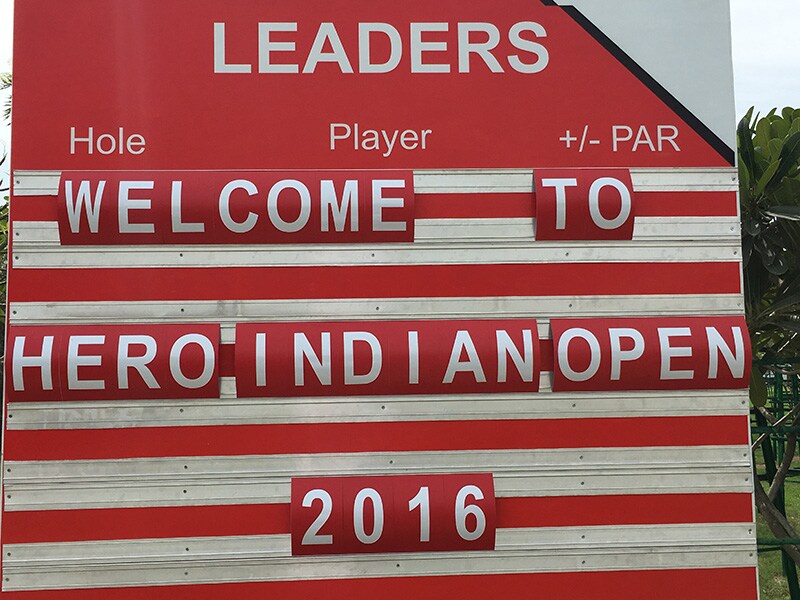 LEADERS
Hole Player +/- PAR
WELCOME TO
HERO INDIAN OPEN
2016